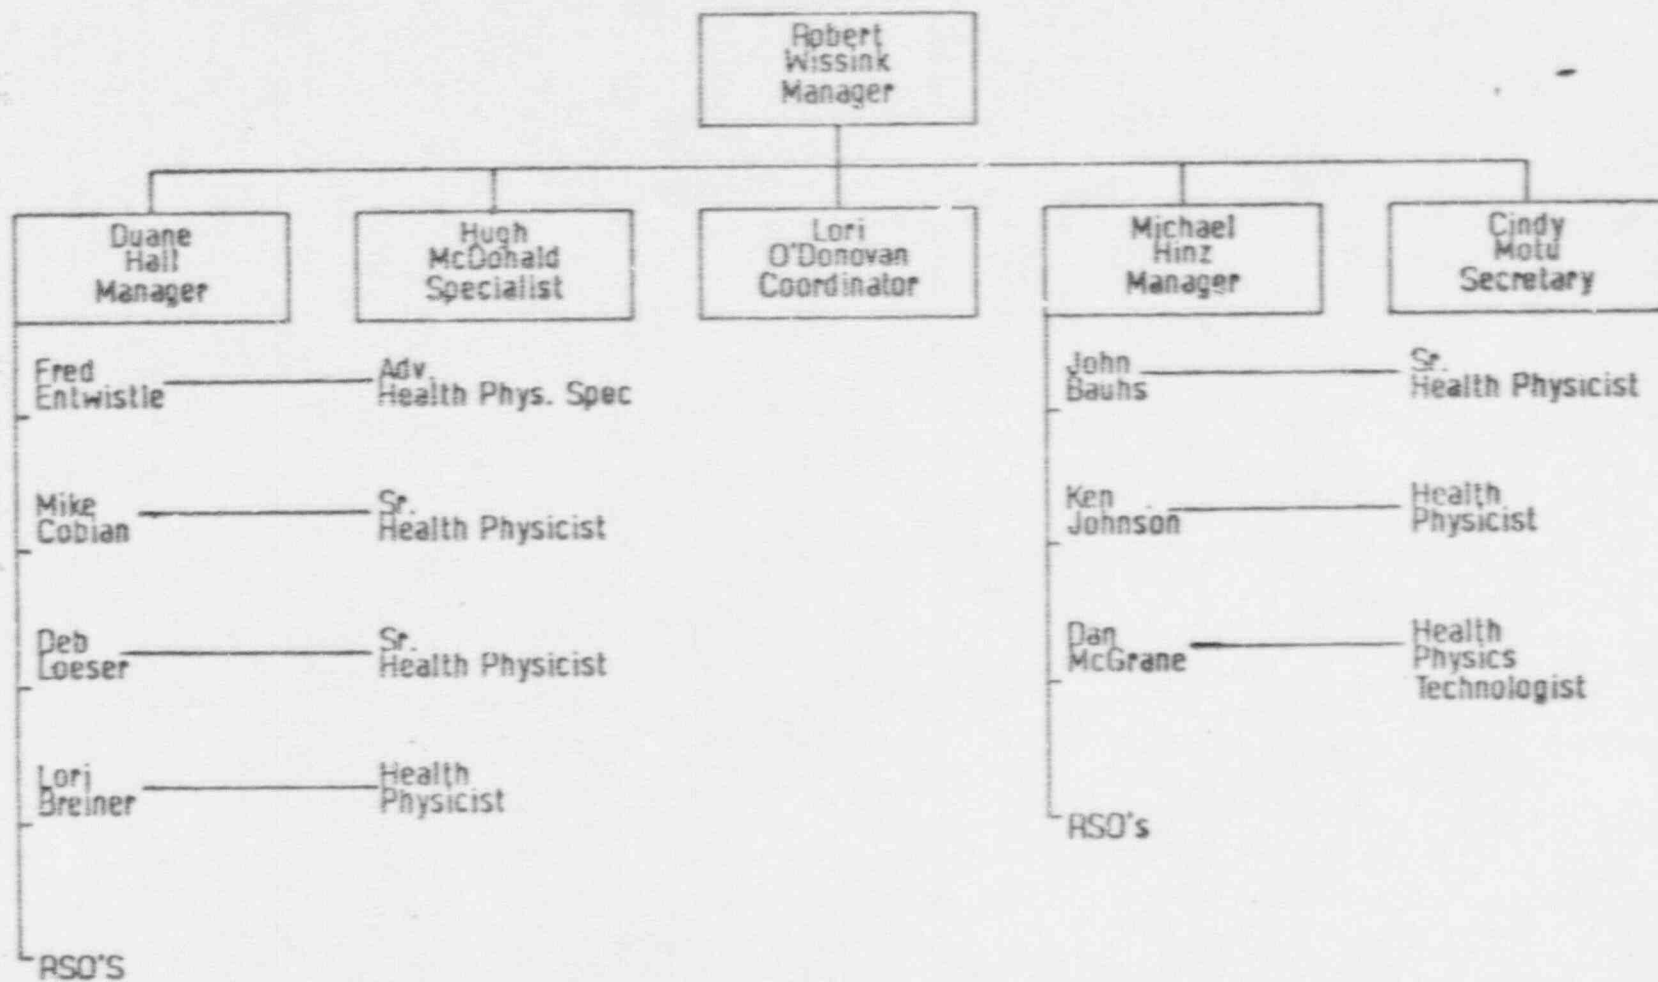 Robert
Wissink
Manager
Duane
Hall
Manager
Hugh
McDonald
Specialist
Lori
O'Donovan
Coordinator
Michael
Hinz
Manager
Cindy
Motu
Secretary
Fred
Entwistle
Adv.
Health Phys. Spec
Mike
Cobian
Sr.
Health Physicist
Deb
Loeser
Sr.
Health Physicist
Lori
Breiner
Health
Physicist
RSO'S
John
Bauhs
Sr.
Health Physicist
Ken
Johnson
Health
Physicist
Dan
McGrane
Health
Physics
Technologist
RSO's